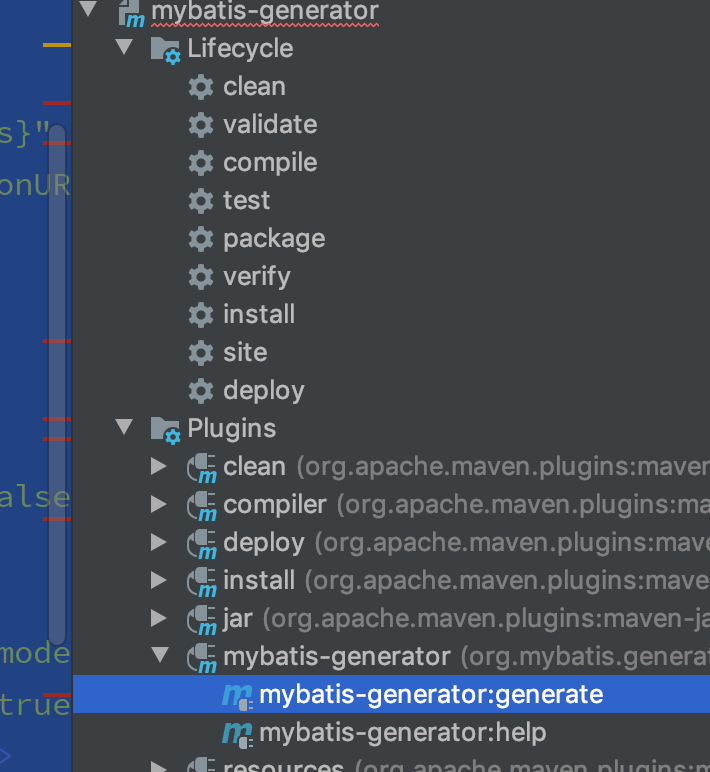 mybatis-generator
Lifecycle
clean
validate
compile
test
package
verify
install
site
deploy
Plugins
clean (org.apache.maven.plugins:maven
compiler (org.apache.maven.plugins:ma
deploy (org.apache.maven.plugins:mave
install (org.apache.maven.plugins:mave
jar (org.apache.maven.plugins:maven-ja
mybatis-generator (org.mybatis.generat
mybatis-generator:generate
mybatis-generator:help
resources (org.apache.maven.plugins:m
s}"
onUR
alse
mode
true
>